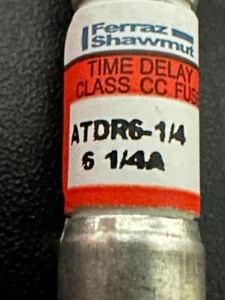 Ferraz
Shawmut
TIME DELAY
CLASS CC FUSE
ATDR6-1/4
6 1/4A